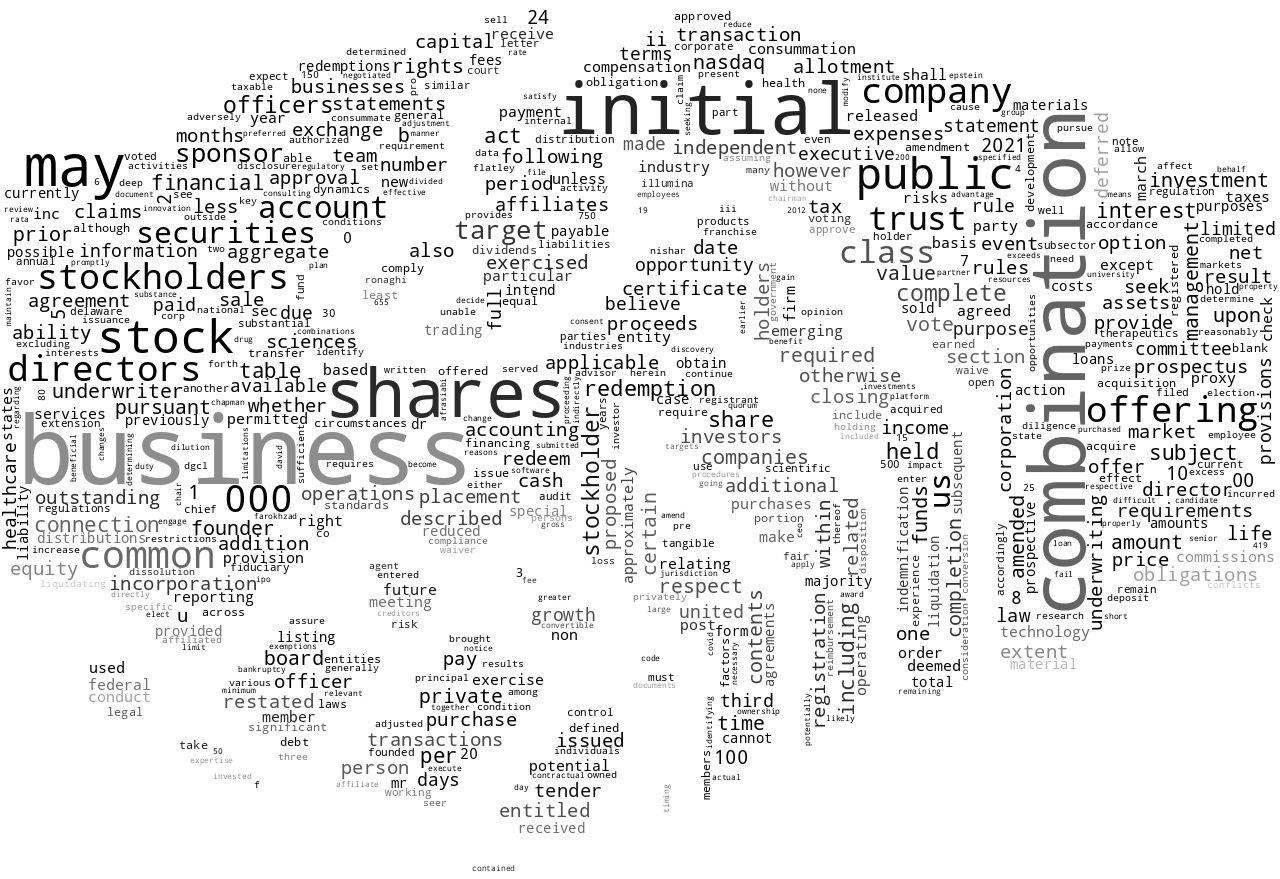 approved
sell 24 reduce
ii transaction
capital letter receive corporate
determined terms consummation
rate
redemptions rights fees compensation nasdaq allotment
expect 150 negotiated court present institute shall epstein
taxable businesses pro similar obligation claim health modify company cause group materials
officers statements satisfy initial none released
adversely year consummate general payment part seeking expenses statement pursue
months preferred exchange b adjustment act internal distribution even amendment 2021 deferred note
authorized manner made independent executive 200 specified allow
may voted sponsor able team requirement number data following assuming public 4 combination march
activities disclosure regulatory set flatley file industry many however risks advantage development affect behalf
6 deep financial approval new divided period unless illumina without rule means investment
currently document see consulting dynamics activity employees chairman tax well regulation taxes
review inc claims innovation 2 less key account affiliates 750 19 iii 2012 voting trust party interest purposes
rata although outside conditions provides products approve accordance limited
prior securities 0 target payable franchise class holder basis event subsector option completed
possible information two aggregate also dividends liabilities nishar date exceeds need management net
annual promptly plan exercised opportunity value partner 7 rules university except markets
favor stockholders fund comply particular holders government gain resources costs seek registered result
maintain substance ronaghi intend certificate firm opinion complete agreed assets hold property
agreement paid sale least decide equal believe earlier sold opportunities determine
5 delaware corp national sec due 30 655 unable full consent proceeds emerging vote purpose provide upon
ability issuance substantial trading parties entity benefit earned therapeutics reasonably check
excluding drug combinations industries discovery required section payments committee blank
stock sciences identify applicable obtain waive loans prospectus
interests transfer written offered served advisor herein continue otherwise open prize
directors forth table based shares redemption investments action acquisition proxy
80 underwriter another available proceeding indirectly case registrant closing platform filed election provisions
regarding services pursuant chapman whether afrasiabi years require quorum share include acquired corporation offering
states extension previously permitted circumstances dr change accounting investor holding income state diligence purchased
healthcare business dilution financing submitted stockholder investors included 15 acquire market employee
beneficial changes determining limitations david sufficient reasons redeem targets held subject
duty dgcl requires become issue software companies offer current
liability chair 1 000 either cash use scientific 500 impact us effect 10 excess 00
outstanding chief operations placement audit proposed approximately procedures additional enter subsequent 25 respective director incurred
regulations standards special going funds amended difficult candidate
connection engage founder farokhzad right described persons certain purchases portion requirements
distributions restrictions co reduced gross amend make ceo within thereof related completion underwriting amounts
increase common addition compliance pre fair disposition indemnification liquidation loan properly senior life
equity dissolution provision waiver loss tangible apply accordingly prospective amount 419
liquidating fiduciary agent relating jurisdiction experience conversion fail price commissions
incorporation ipo entered 3 respect majority consideration 8 remain obligations
directly reporting future fee privately award deposit conflicts
specific elect across meeting greater large contents registration including reimbursement law research short
u assure creditors growth united agreements operating one technology
provided affiliated listing risk convertible post form order extent
limit exemptions brought non covid deemed material
used board entities notice code factors necessary total
federal bankruptcy generally pay results must remaining
conduct various officer principal exercise documents third potentially
legal minimum relevant private among ownership likely
restated laws together condition time
member adjusted purchase control identifying cannot
significant defined
take 50 debt transactions issued members 100
expertise three founded per 20 individuals actual
invested person execute potential
f affiliate mr days contractual owned
working day tender timing
seer entitled
received
contained